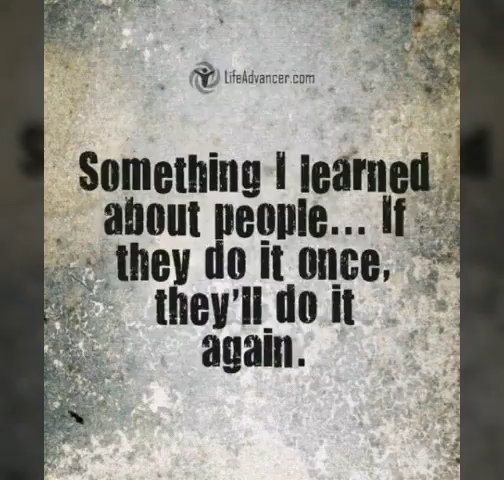 LifeAdvancer.com
Something I learned
about people... If
they do it once,
they'll do it
again.